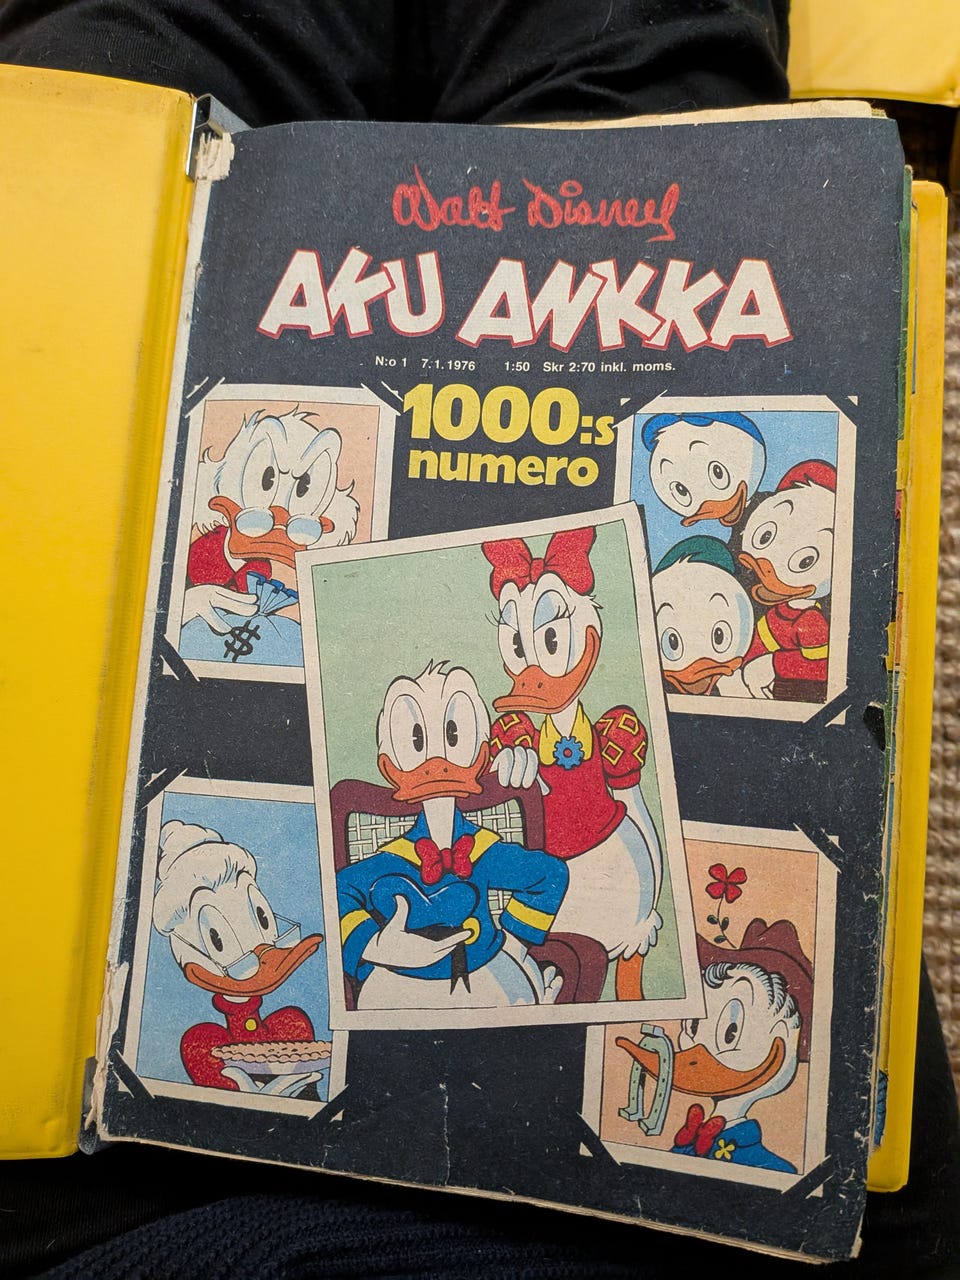 Walt Disney
AKU ANKKA
N:o 1 7.1.1976 1:50 Skr 2:70 inkl. moms.
1000:s
numero
$